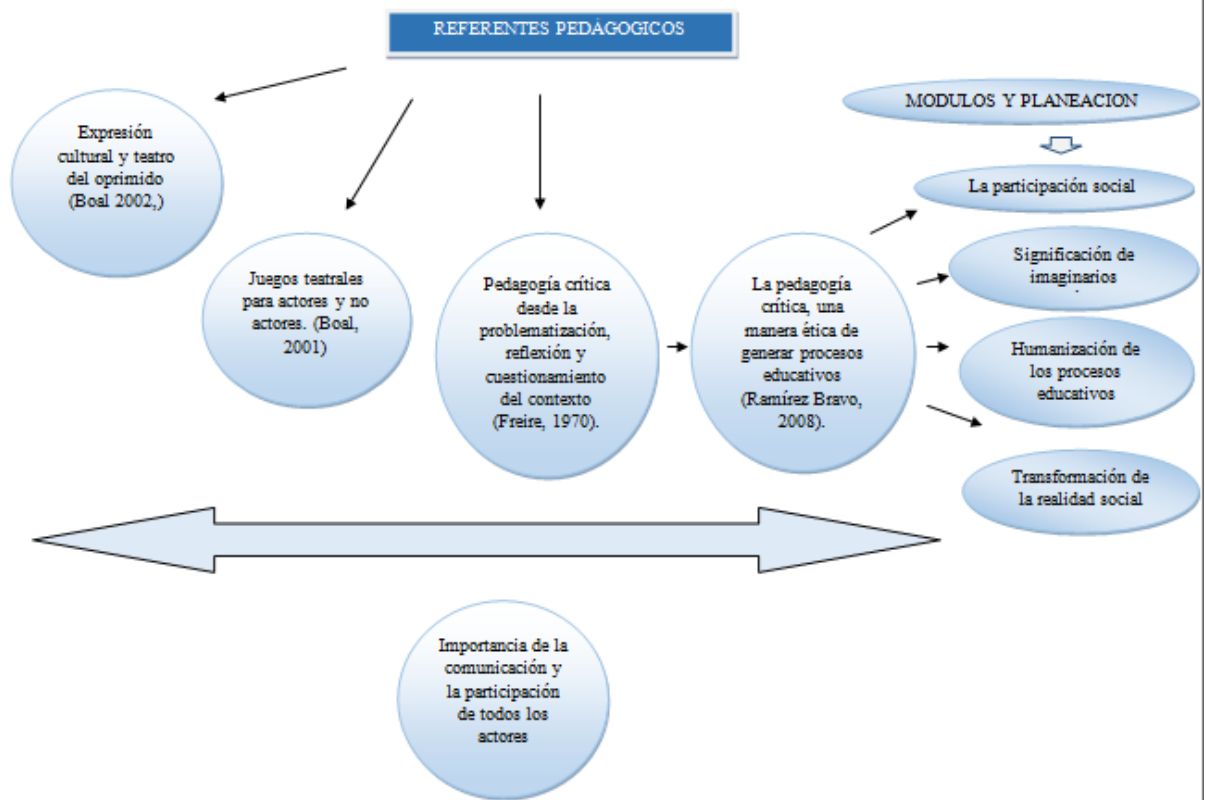 REFERENTES PEDÁGOGICOS
Expresión
cultural y teatro
del oprimido
(Boal 2002,)
Juegos teatrales
para actores y no
actores. (Boal,
2001)
Pedagogía crítica
desde la
problematización,
reflexión y
cuestionamiento
del contexto
(Freire, 1970).
La pedagogía
crítica, una
manera ética de
generar procesos
educativos
(Ramírez Bravo,
2008).
MODULOS Y PLANEACION
La participación social
Significación de
imaginarios
.
Humanización de
los procesos
educativos
Transformación de
la realidad social
Importancia de la
comunicación y
la participación
de todos los
actores